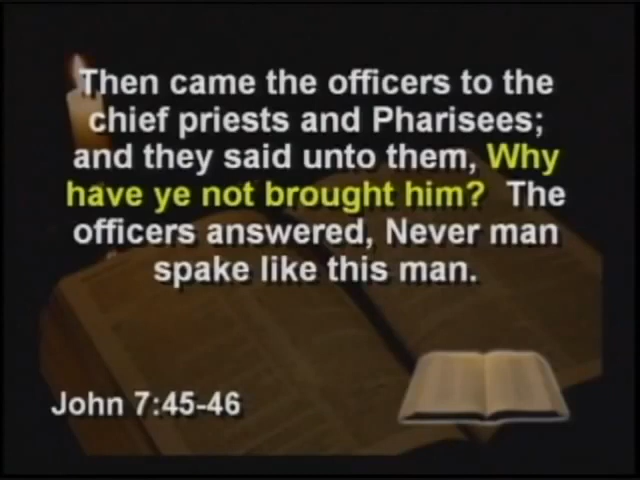 Then came the officers to the
chief priests and Pharisees;
and they said unto them, Why
have ye not brought him? The
officers answered, Never man
spake like this man.
John 7:45-46